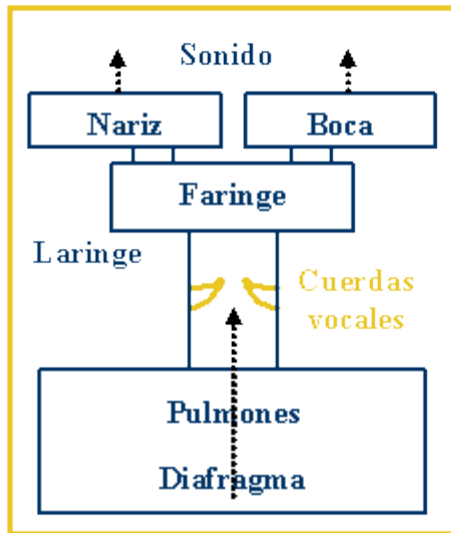 Sonido
Nariz
Boca
Faringe
Laringe
Cuerdas
vocales
Pulmones
Diafragma